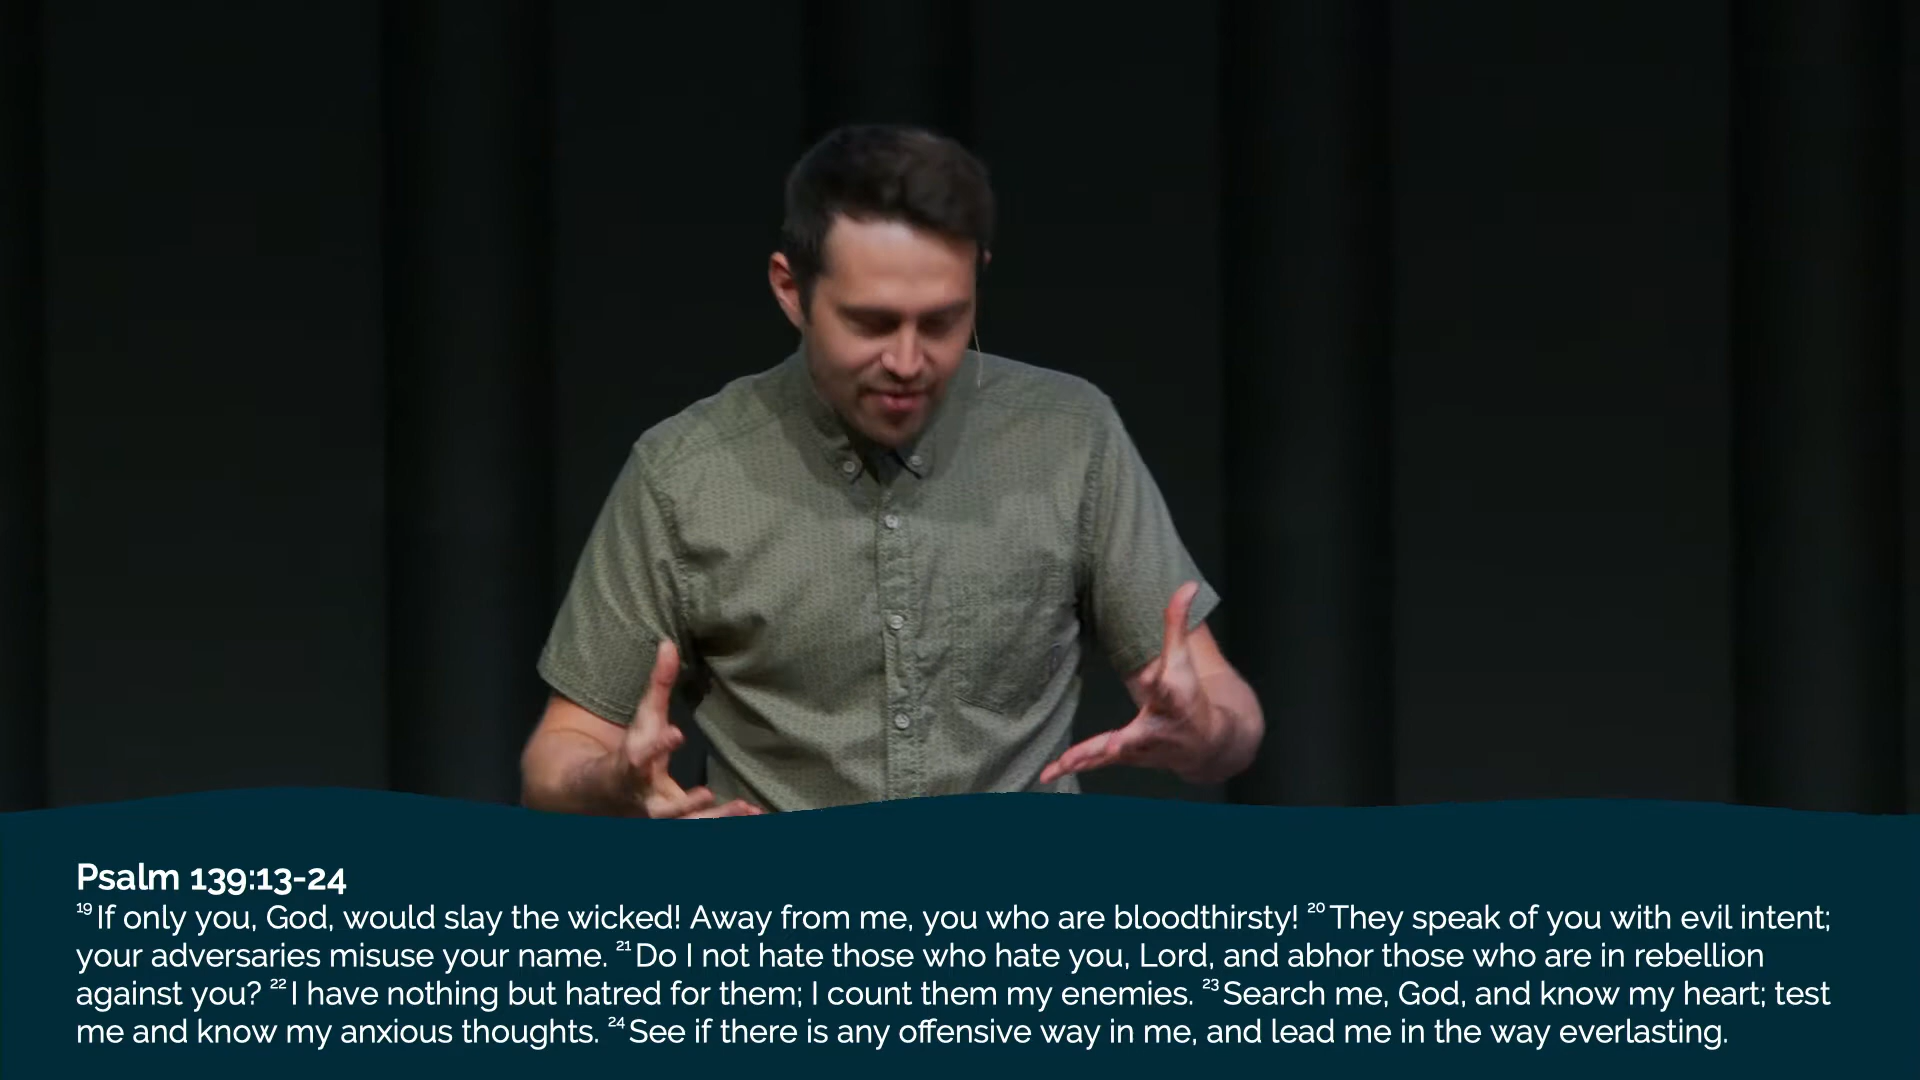 Psalm 139:13-24
19 If only you, God, would slay the wicked! Away from me, you who are bloodthirsty! 20 They speak of you with evil intent;
your adversaries misuse your name. 21 Do I not hate those who hate you, Lord, and abhor those who are in rebellion
against you? 22 I have nothing but hatred for them; I count them my enemies. 23 Search me, God, and know my heart; test
me and know my anxious thoughts. 24 See if there is any offensive way in me, and lead me in the way everlasting.